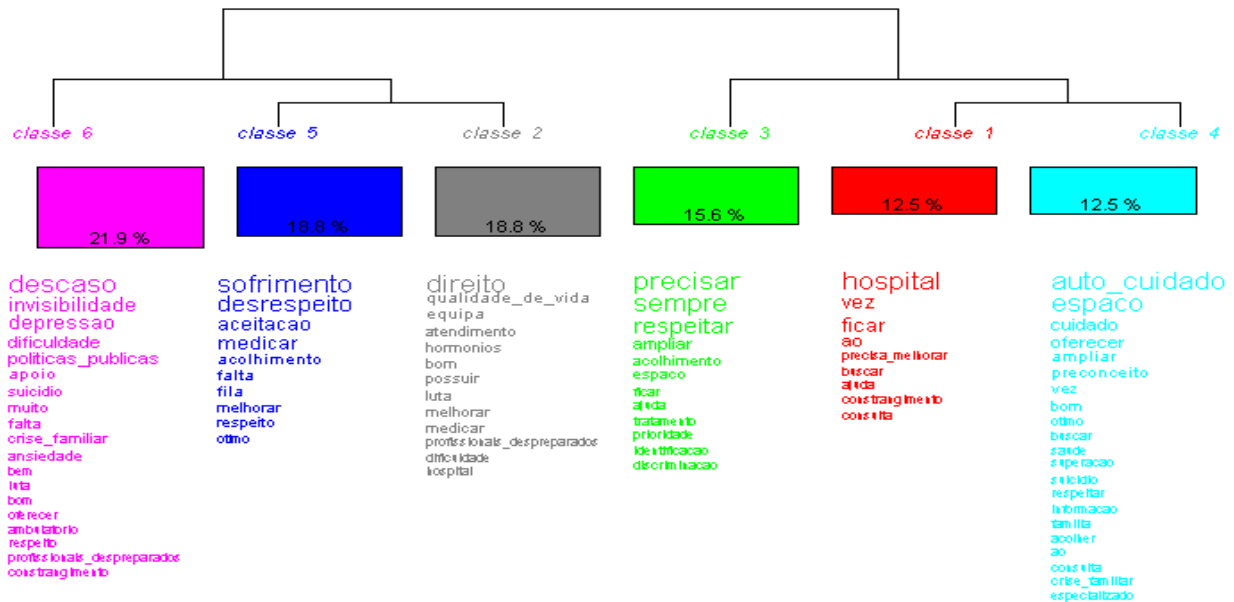 classe 6
classe 5
classe 2
classe 3
classe 1
classe 4
21.9 %
18.8 %
18.8 %
15.6 %
12.5 %
12.5 %
descaso
invisibilidade
depressao
dificuldade
politicas_publicas
apoio
suicidio
muito
falta
crise_familiar
ansiedade
bem
luta
bom
oferecer
ambulatorio
respeito
profissionais_despreparados
constrangimento
sofrimento
desrespeito
aceitacao
medicar
acolhimento
falta
fila
melhorar
respeito
otimo
direito
qualidade_de_vida
equipa
atendimento
hormonios
bom
possuir
luta
melhorar
medicar
profissionais_despreparados
dificuldade
hospital
precisar
sempre
respeitar
ampliar
acolhimento
espaco
ficar
ajuda
tratamento
prioridade
identificacao
discriminacao
hospital
vez
ficar
ao
precisa_melhorar
buscar
ajuda
constrangimento
consulta
auto_cuidado
espaco
cuidado
oferecer
ampliar
preconceito
vez
bom
otimo
buscar
saude
superacao
suicidio
respeitar
informacao
familia
acolher
ao
consulta
crise_familiar
especializado